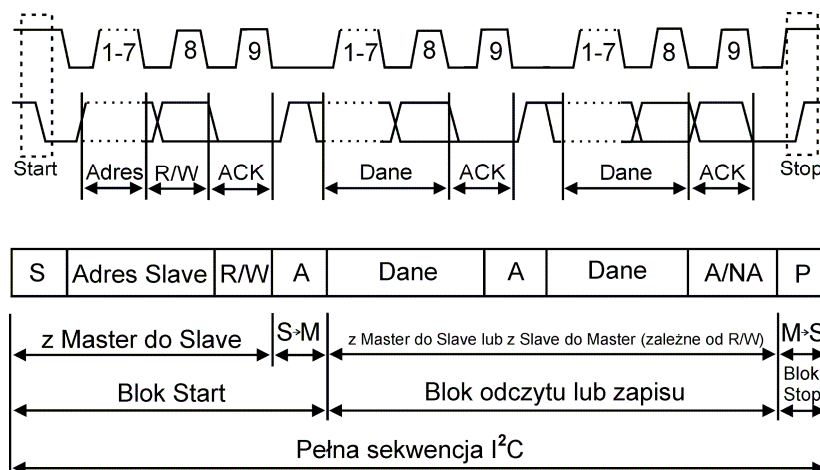 1-7 8 9 1-7 8 9 1-7 8 9
Start Adres R/W ACK Dane ACK Dane ACK Stop
S Adres Slave R/W A Dane A Dane A/NA P
z Master do Slave S→M z Master do Slave lub z Slave do Master (zależne od R/W) M→S
Blok Start Blok odczytu lub zapisu Blok
Stop
Pełna sekwencja I²C